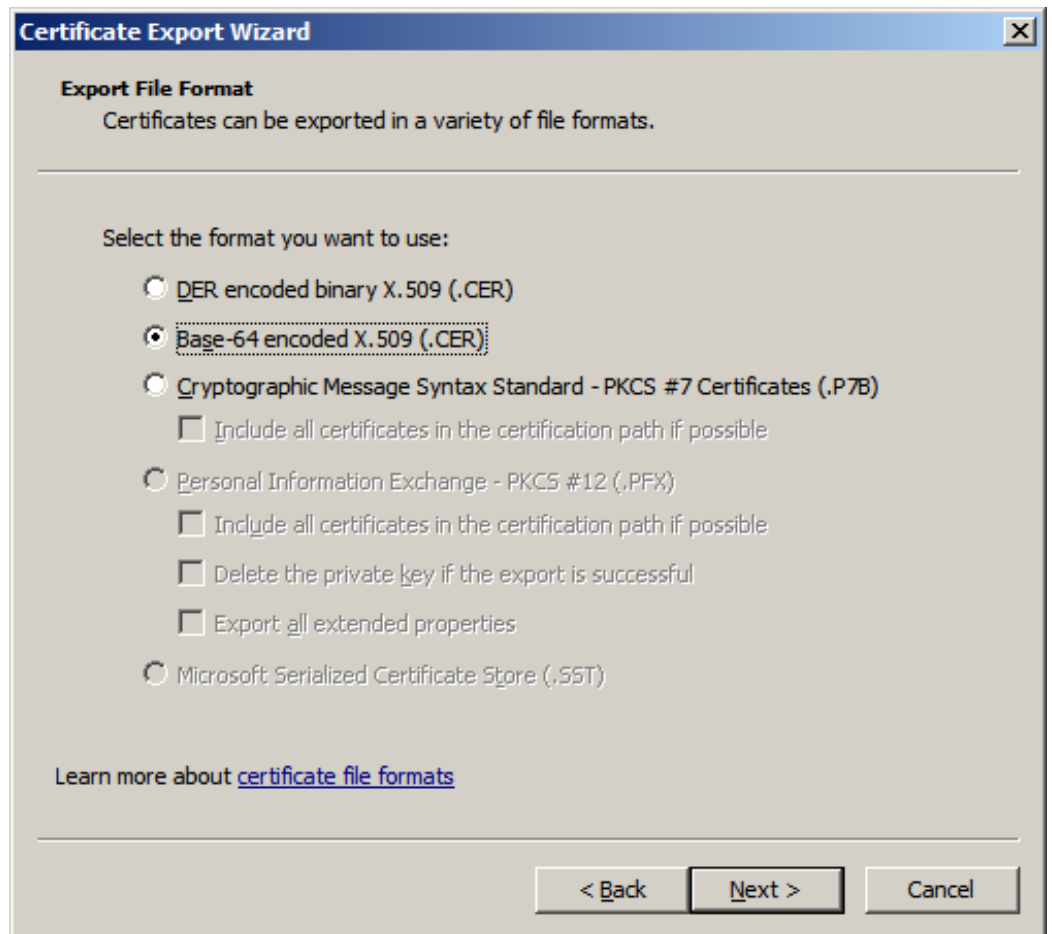 Certificate Export Wizard
Export File Format
Certificates can be exported in a variety of file formats.
Select the format you want to use:
DER encoded binary X.509 (.CER)
Base-64 encoded X.509 (.CER)
Cryptographic Message Syntax Standard - PKCS #7 Certificates (.P7B)
Include all certificates in the certification path if possible
Personal Information Exchange - PKCS #12 (.PFX)
Include all certificates in the certification path if possible
Delete the private key if the export is successful
Export all extended properties
Microsoft Serialized Certificate Store (.SST)
Learn more about certificate file formats
< Back Next > Cancel